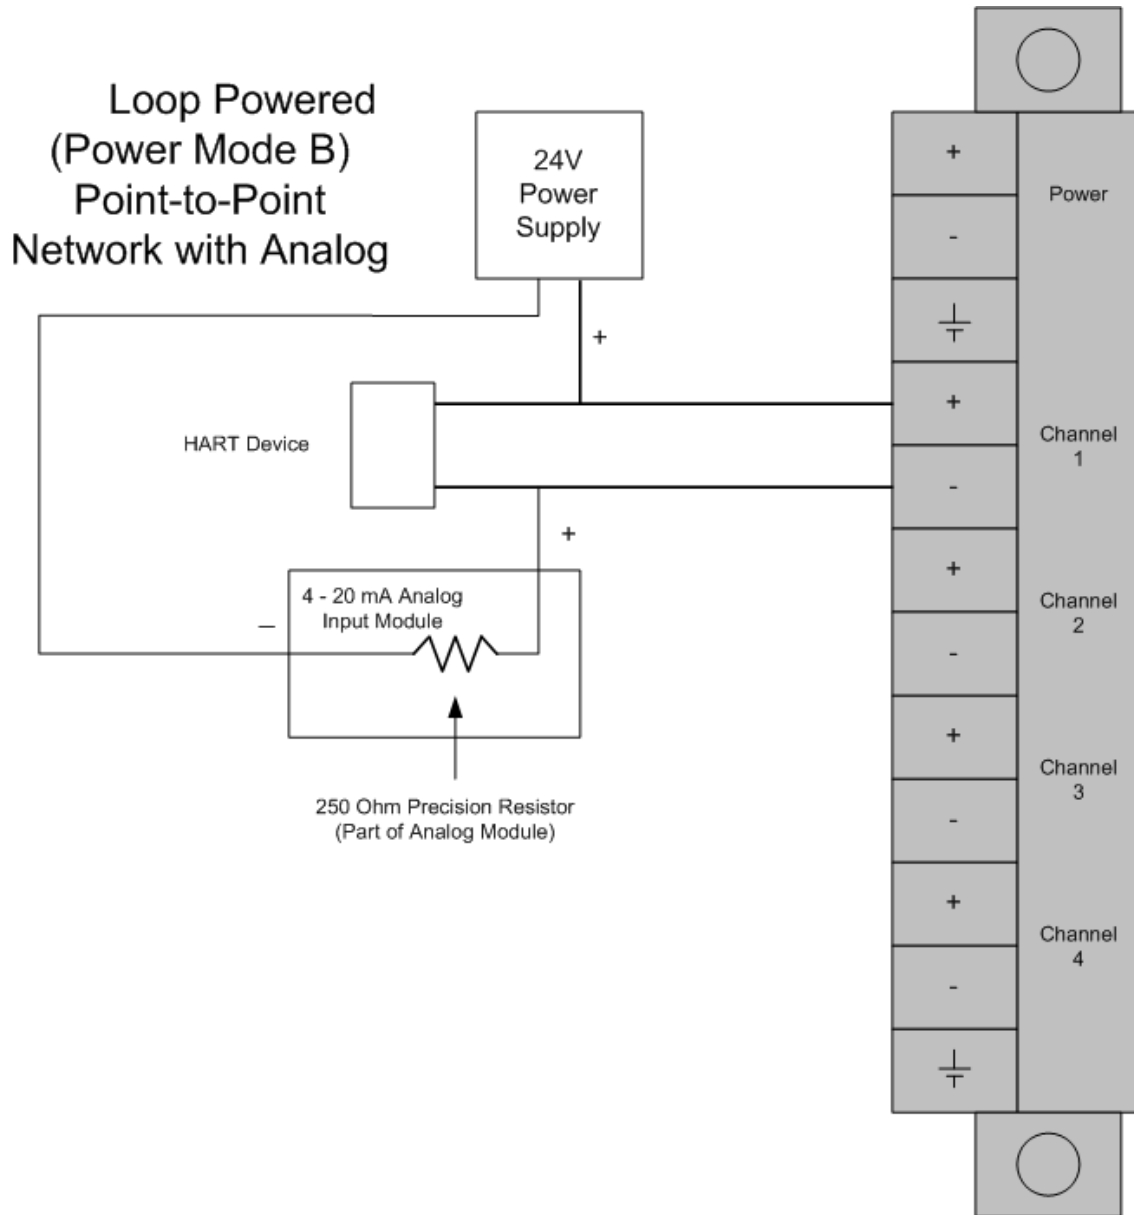 Loop Powered
(Power Mode B)
Point-to-Point
Network with Analog
24V
Power
Supply
+
HART Device
+
4 - 20 mA Analog
Input Module
–
250 Ohm Precision Resistor
(Part of Analog Module)
+
-
Power
+
-
Channel
1
+
-
Channel
2
+
-
Channel
3
+
-
Channel
4